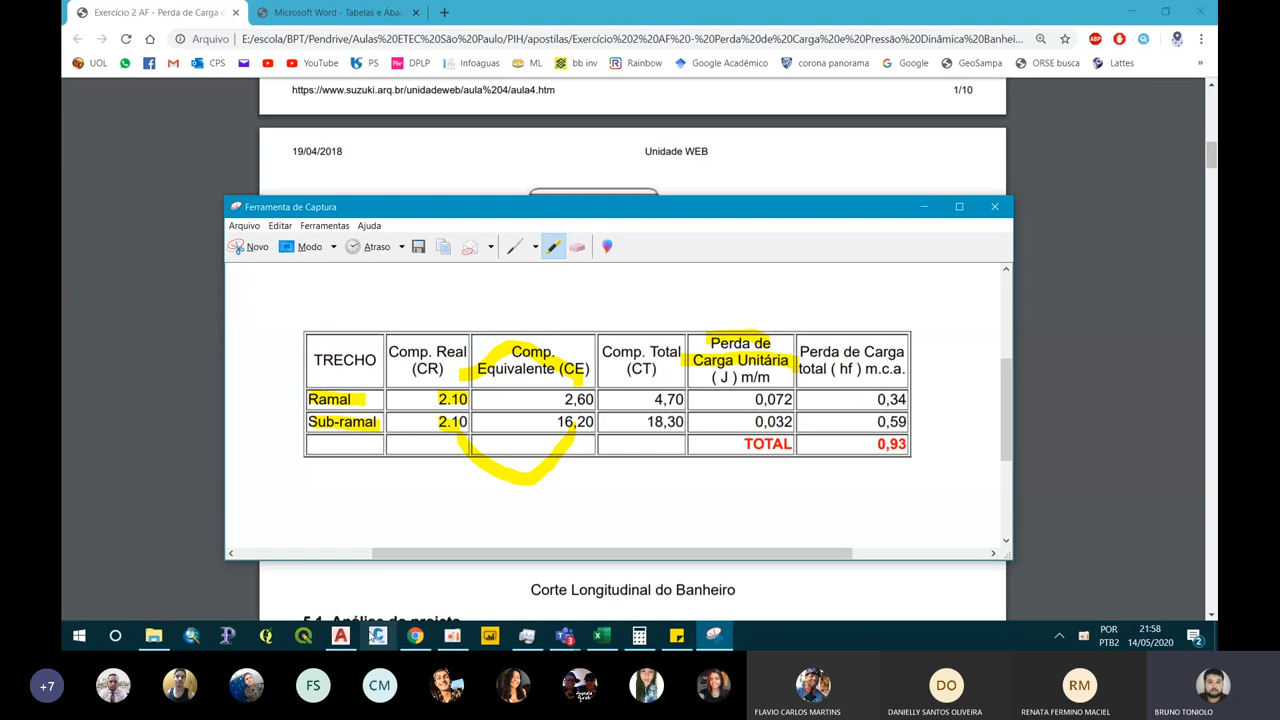 Exercício 2 AF - Perda de Carga e
Microsoft Word - Tabelas e Ábac
Arquivo
E:/escola/BPT/Pendrive/Aulas%20ETEC%20São%20Paulo/PIH/apostilas/Exercício%202%20AF%20-%20Perda%20de%20Carga%20e%20Pressão%20Dinâmica%20Banhei...
UOL
CPS
YouTube
PS
DPLP
Infoaguas
ML
bb inv
Rainbow
Google Acadêmico
corona panorama
Google
GeoSampa
ORSE busca
Lattes
»
https://www.suzuki.arq.br/unidadeweb/aula%204/aula4.htm
1/10
19/04/2018
Unidade WEB
Ferramenta de Captura
Arquivo Editar Ferramentas Ajuda
Novo Modo Atraso
TRECHO
Comp. Real
(CR)
Comp.
Equivalente (CE)
Comp. Total
(CT)
Perda de
Carga Unitária
( J ) m/m
Perda de Carga
total ( hf ) m.c.a.
Ramal 2.10 2,60 4,70 0,072 0,34
Sub-ramal 2.10 16,20 18,30 0,032 0,59
TOTAL 0,93
Corte Longitudinal do Banheiro
5.1. Análise do projeto
POR
PTB2
21:58
14/05/2020
2
+7
FS
CM
FLAVIO CARLOS MARTINS
DO
DANIELLY SANTOS OLIVEIRA
RM
RENATA FERMINO MACIEL
BRUNO TONIOLO